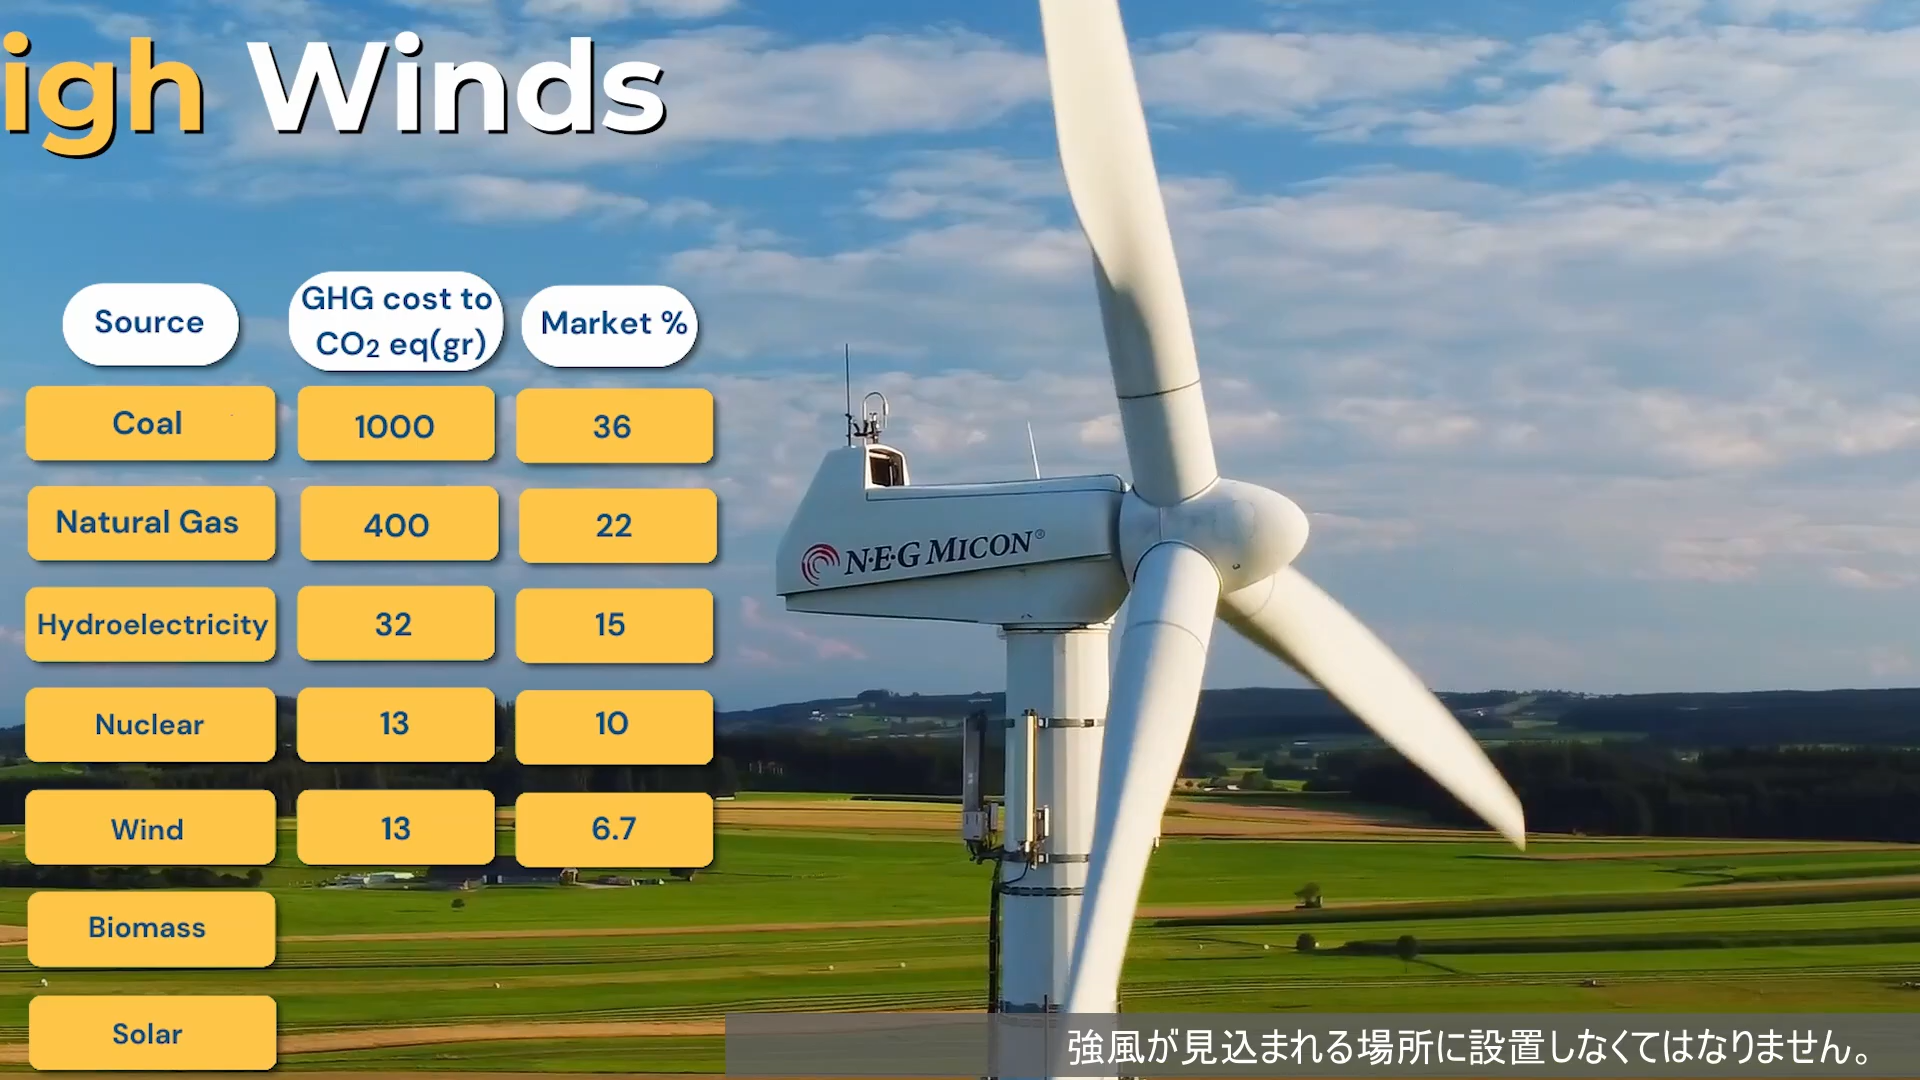 igh Winds
Source
GHG cost to
CO₂ eq(gr)
Market %
Coal
1000
36
Natural Gas
400
22
Hydroelectricity
32
15
Nuclear
13
10
Wind
13
6.7
Biomass
Solar
N·E·G MICON®
強風が見込まれる場所に設置しなくてはなりません。